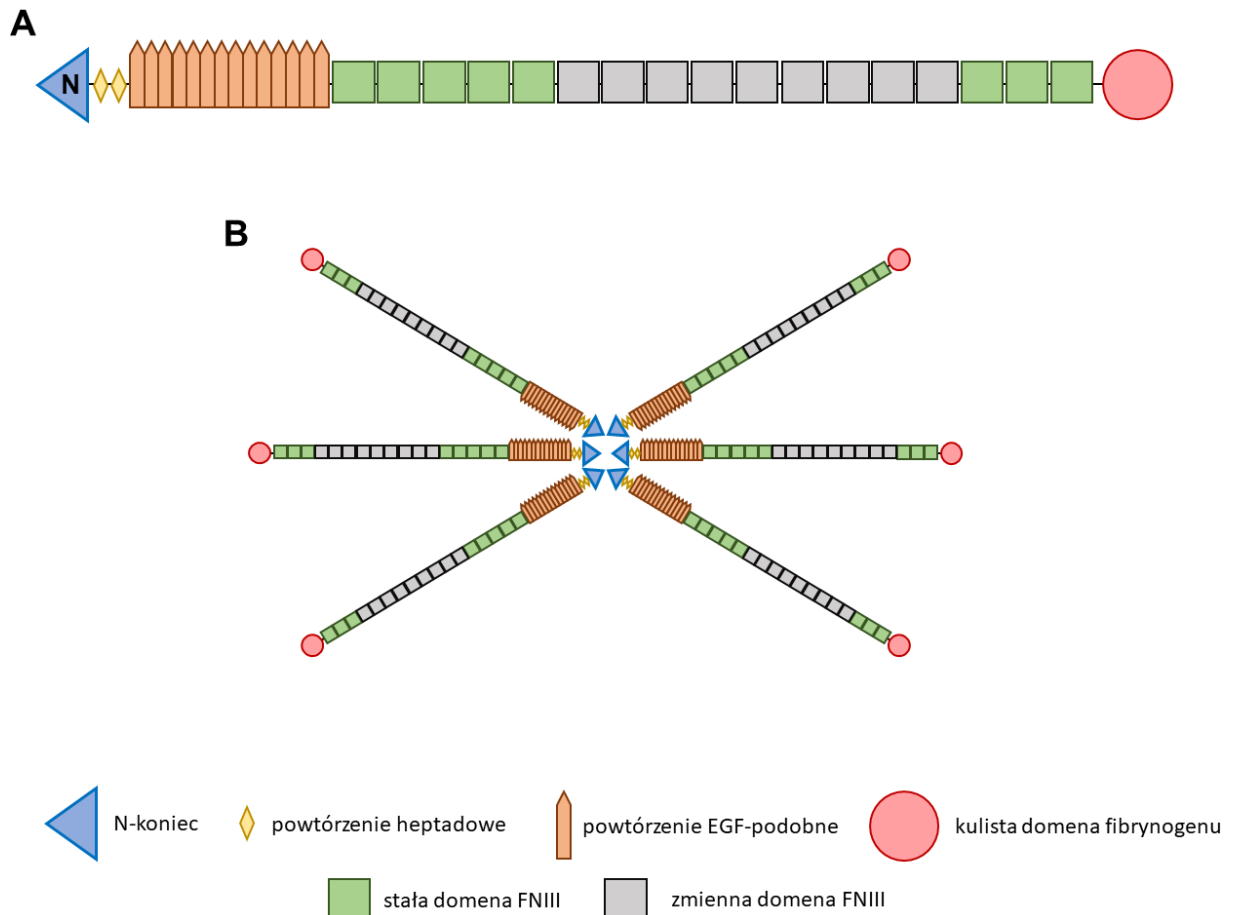 A
N
B
N-koniec
powtórzenie heptadowe
powtórzenie EGF-podobne
kulista domena fibrynogenu
stała domena FNIII
zmienna domena FNIII